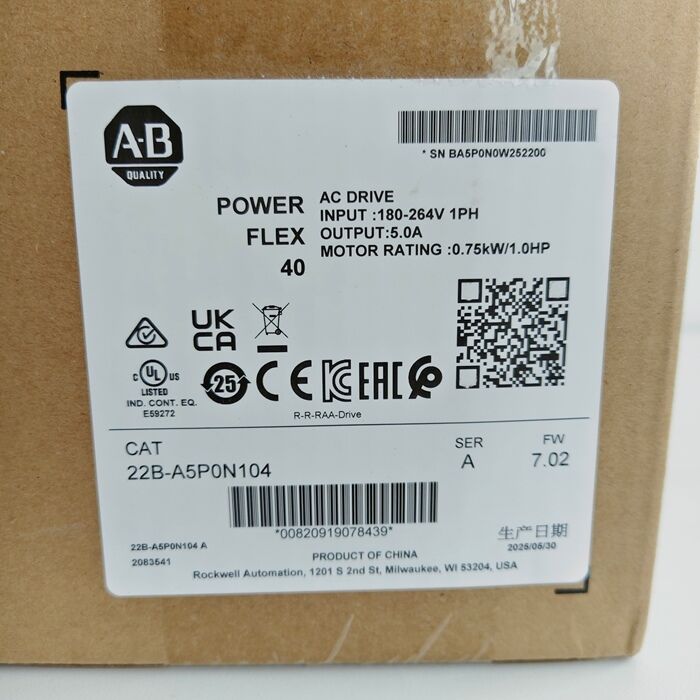 A-B
QUALITY
* SN BA5P0N0W252200
POWER
FLEX
40
AC DRIVE
INPUT :180-264V 1PH
OUTPUT:5.0A
MOTOR RATING :0.75kW/1.0HP
UK
CA
C UL US
LISTED
IND. CONT. EQ.
E59272
25
CE
EAC
R-R-RAA-Drive
CAT
22B-A5P0N104
SER
A
FW
7.02
*00820919078439*
22B-A5P0N104 A
2083541
生产日期
2025/05/30
PRODUCT OF CHINA
Rockwell Automation, 1201 S 2nd St, Milwaukee, WI 53204, USA